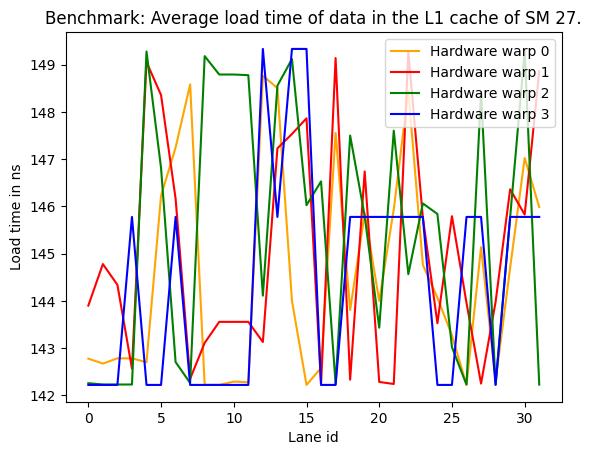 Benchmark: Average load time of data in the L1 cache of SM 27.
Hardware warp 0
Hardware warp 1
Hardware warp 2
Hardware warp 3
Load time in ns
149
148
147
146
145
144
143
142
0 5 10 15 20 25 30
Lane id